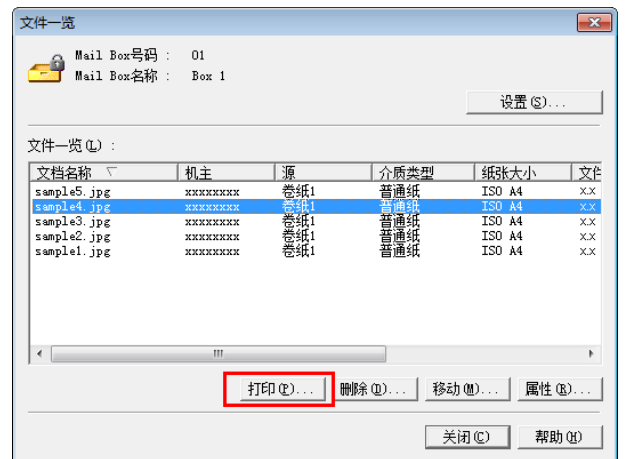 文件一览
Mail Box号码 : 01
Mail Box名称 : Box 1
设置(S)...
文件一览(L) :
文档名称 机主 源 介质类型 纸张大小 文件
sample5.jpg xxxxxxxx 卷纸1 普通纸 ISO A4 x.x
sample4.jpg xxxxxxxx 卷纸1 普通纸 ISO A4 x.x
sample3.jpg xxxxxxxx 卷纸1 普通纸 ISO A4 x.x
sample2.jpg xxxxxxxx 卷纸1 普通纸 ISO A4 x.x
sample1.jpg xxxxxxxx 卷纸1 普通纸 ISO A4 x.x
打印(P)... 删除(D)... 移动(M)... 属性(R)...
关闭(C) 帮助(H)